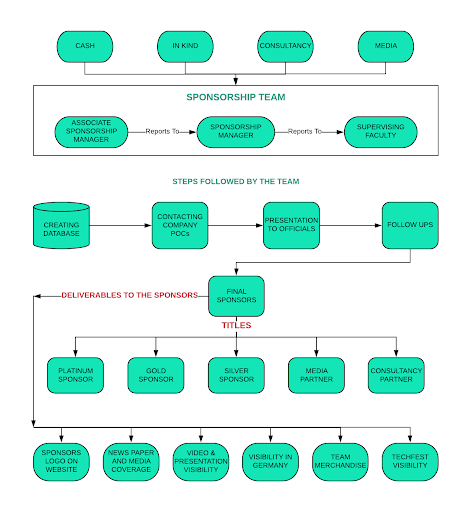 CASH
IN KIND
CONSULTANCY
MEDIA
SPONSORSHIP TEAM
ASSOCIATE
SPONSORSHIP
MANAGER
Reports To
SPONSORSHIP
MANAGER
Reports To
SUPERVISING
FACULTY
STEPS FOLLOWED BY THE TEAM
CREATING
DATABASE
CONTACTING
COMPANY
POCs
PRESENTATION
TO OFFICIALS
FOLLOW UPS
FINAL
SPONSORS
DELIVERABLES TO THE SPONSORS
TITLES
PLATINUM
SPONSOR
GOLD
SPONSOR
SILVER
SPONSOR
MEDIA
PARTNER
CONSULTANCY
PARTNER
SPONSORS
LOGO ON
WEBSITE
NEWS PAPER
AND MEDIA
COVERAGE
VIDEO &
PRESENTATION
VISIBILITY
VISIBILITY IN
GERMANY
TEAM
MERCHANDISE
TECHFEST
VISIBILITY